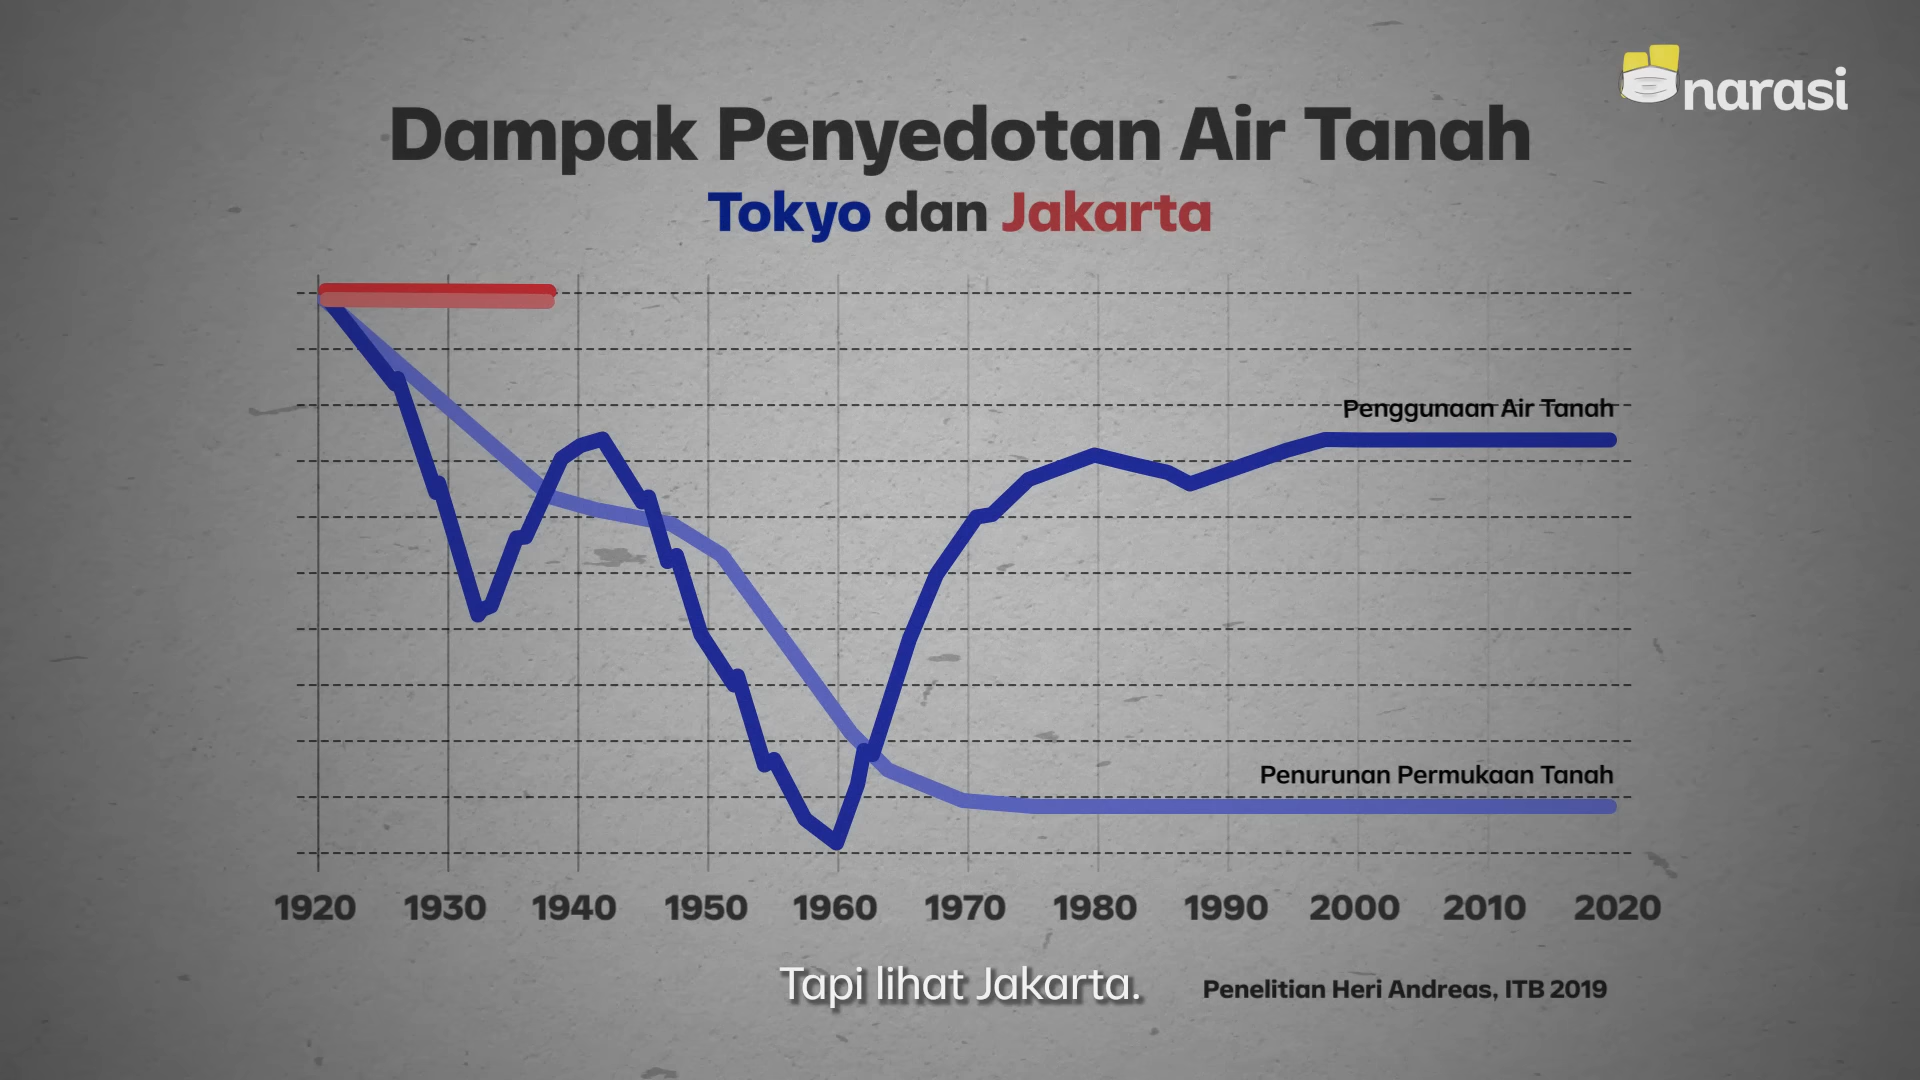 narasi
Dampak Penyedotan Air Tanah
Tokyo dan Jakarta
Penggunaan Air Tanah
Penurunan Permukaan Tanah
1920 1930 1940 1950 1960 1970 1980 1990 2000 2010 2020
Tapi lihat Jakarta.
Penelitian Heri Andreas, ITB 2019